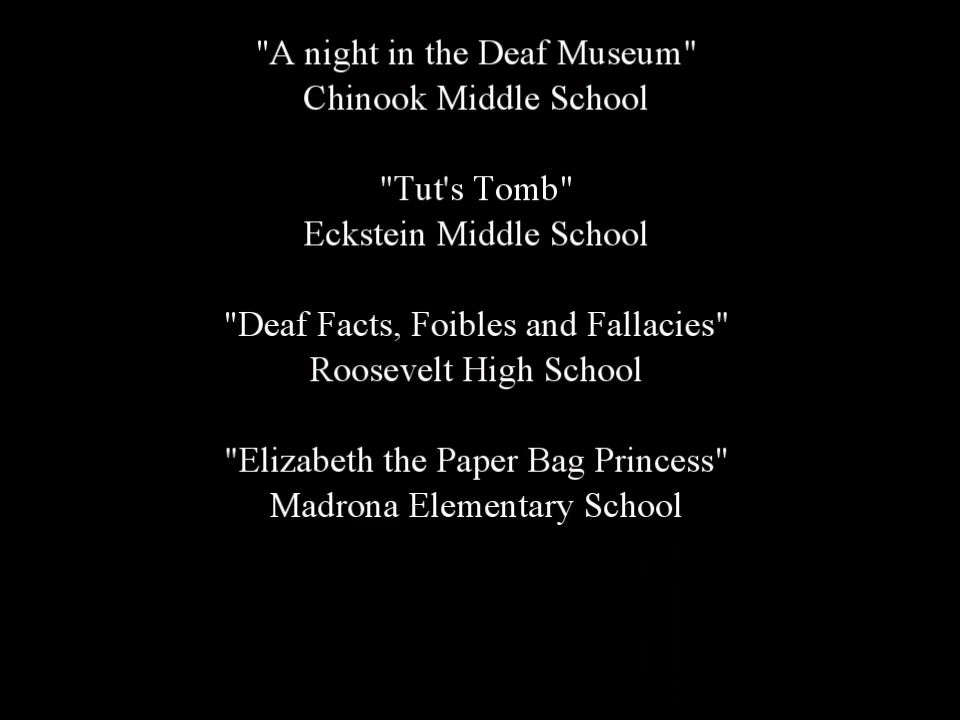 "A night in the Deaf Museum"
Chinook Middle School
"Tut's Tomb"
Eckstein Middle School
"Deaf Facts, Foibles and Fallacies"
Roosevelt High School
"Elizabeth the Paper Bag Princess"
Madrona Elementary School